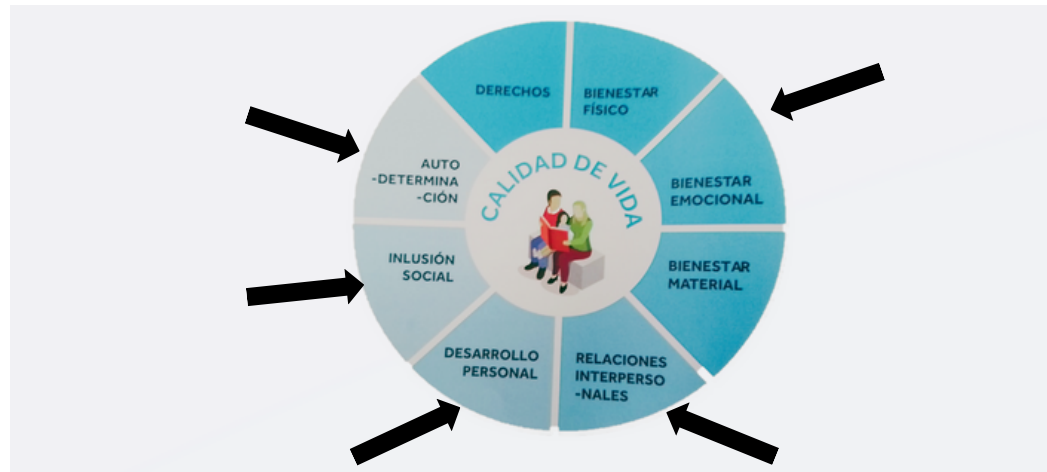 DERECHOS
BIENESTAR
FÍSICO
BIENESTAR
EMOCIONAL
BIENESTAR
MATERIAL
RELACIONES
INTERPERSO
-NALES
DESARROLLO
PERSONAL
INLUSIÓN
SOCIAL
AUTO
-DETERMINA
-CIÓN
CALIDAD DE VIDA